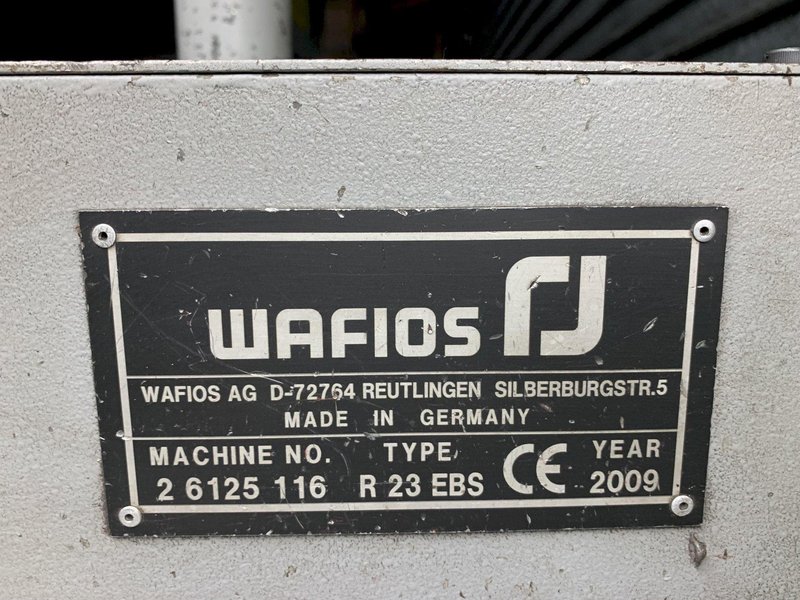 WAFIOS
WAFIOS AG D-72764 REUTLINGEN SILBERBURGSTR.5
MADE IN GERMANY
MACHINE NO. TYPE CE YEAR
2 6125 116 R 23 EBS 2009